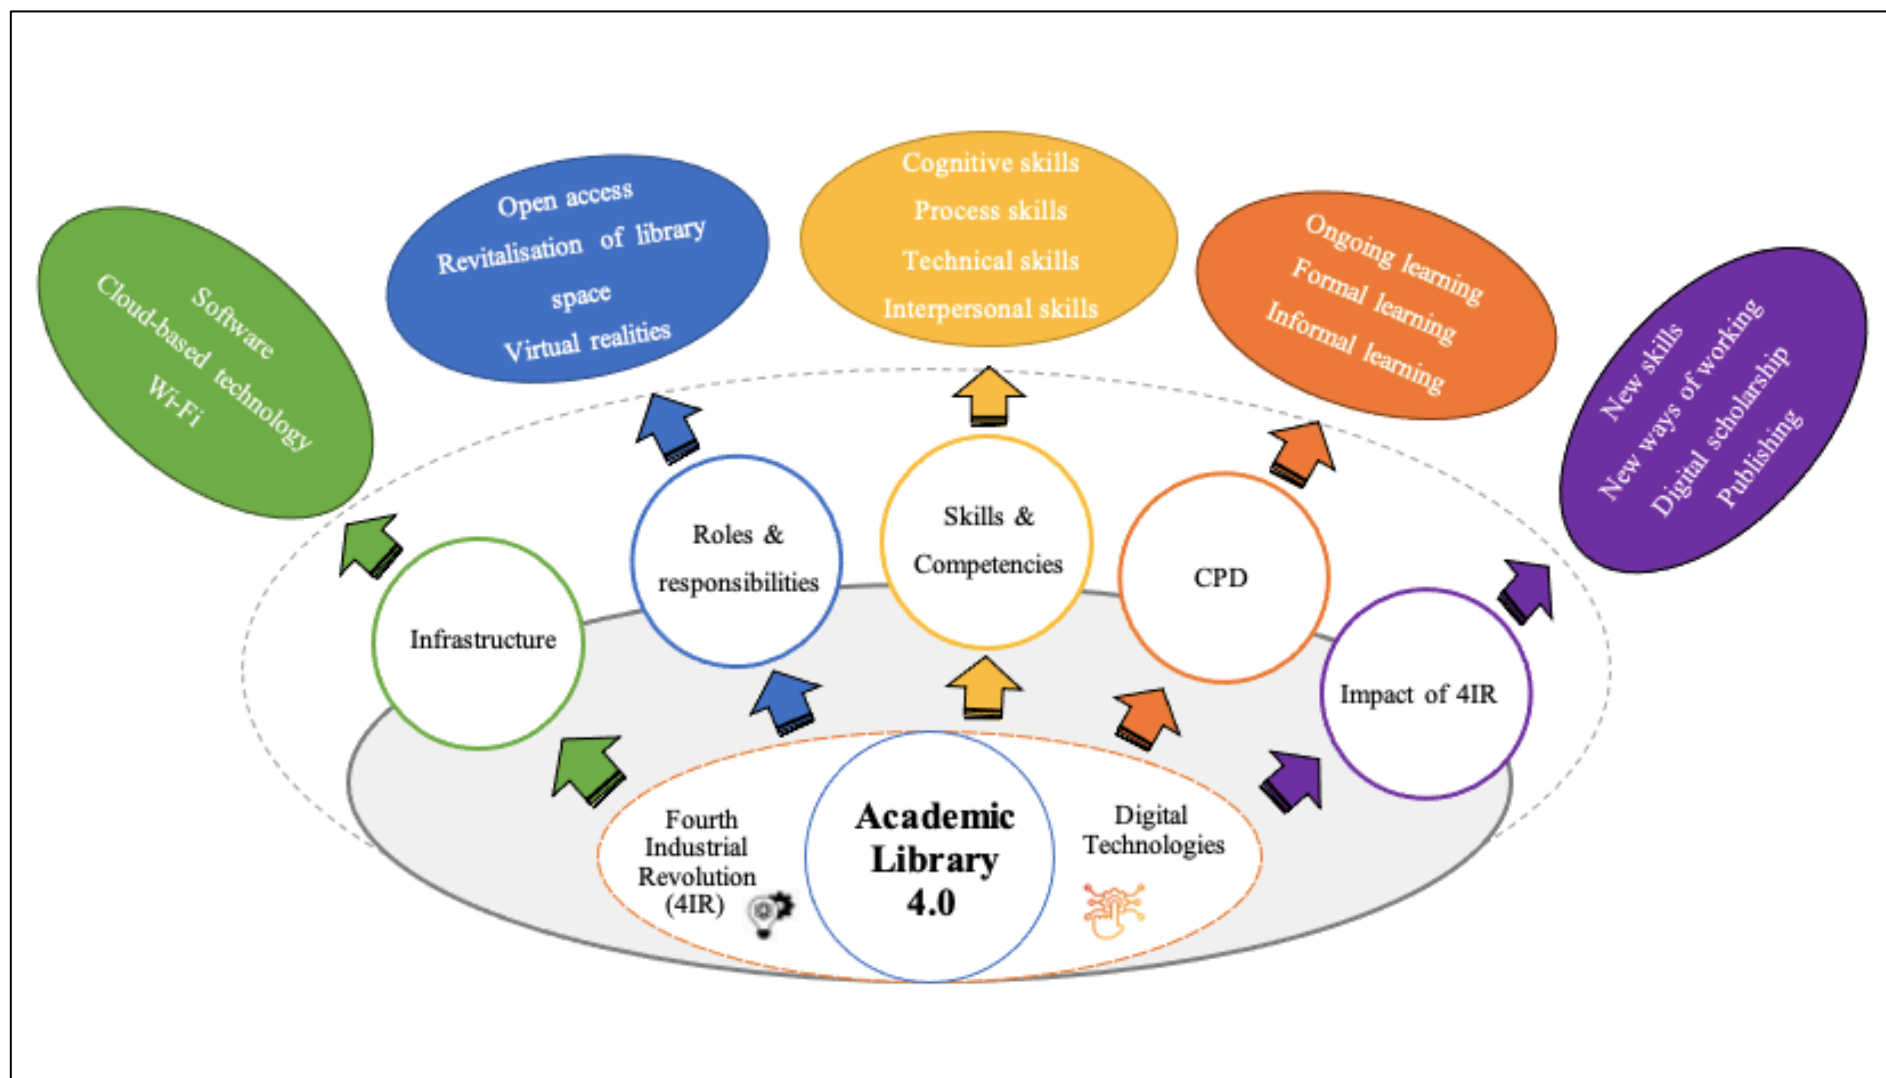 Cognitive skills
Process skills
Technical skills
Interpersonal skills
Open access
Revitalisation of library
space
Virtual realities
Ongoing learning
Formal learning
Informal learning
Software
Cloud-based technology
Wi-Fi
New skills
New ways of working
Digital scholarship
Publishing
Infrastructure
Roles &
responsibilities
Skills &
Competencies
CPD
Impact of 4IR
Fourth
Industrial
Revolution
(4IR)
Academic
Library
4.0
Digital
Technologies